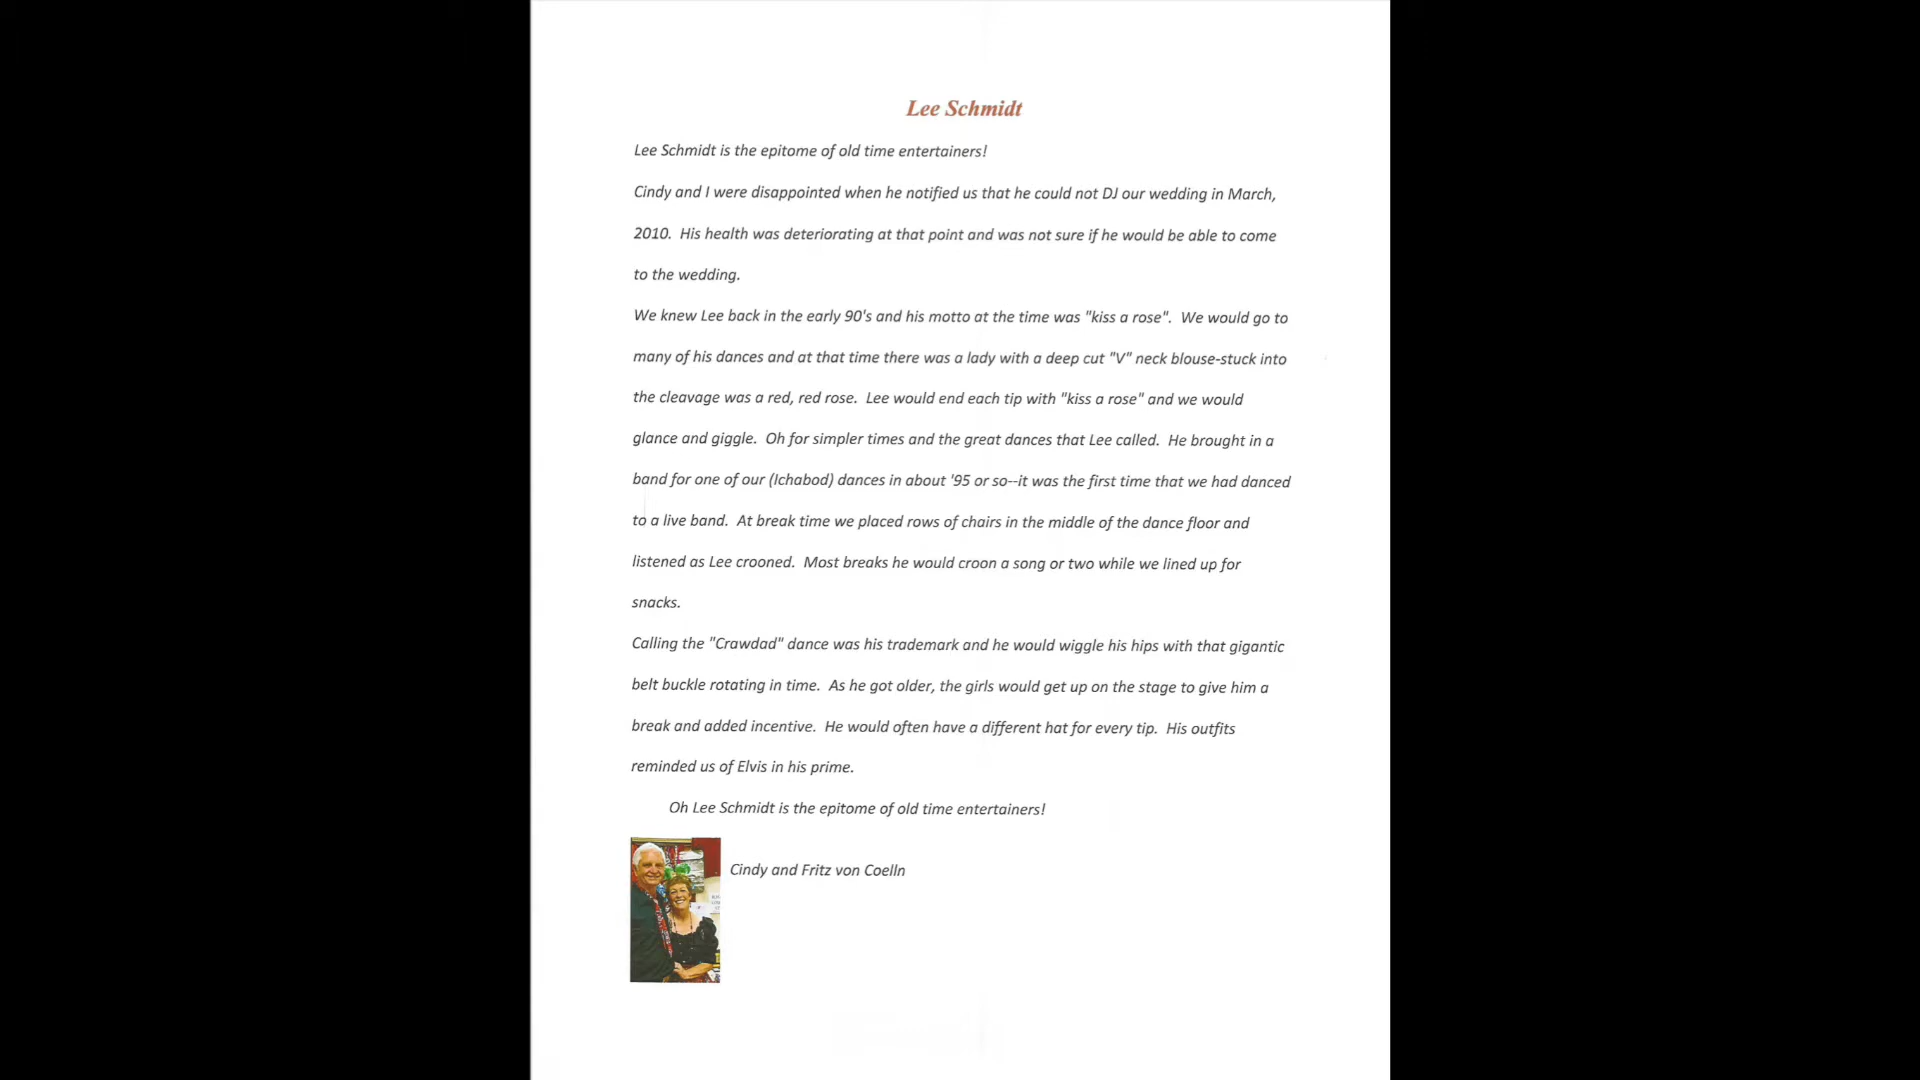 Lee Schmidt
Lee Schmidt is the epitome of old time entertainers!
Cindy and I were disappointed when he notified us that he could not DJ our wedding in March,
2010.  His health was deteriorating at that point and was not sure if he would be able to come
to the wedding.
We knew Lee back in the early 90's and his motto at the time was "kiss a rose".  We would go to
many of his dances and at that time there was a lady with a deep cut "V" neck blouse-stuck into
the cleavage was a red, red rose.  Lee would end each tip with "kiss a rose" and we would
glance and giggle.  Oh for simpler times and the great dances that Lee called.  He brought in a
band for one of our (Ichabod) dances in about '95 or so--it was the first time that we had danced
to a live band.  At break time we placed rows of chairs in the middle of the dance floor and
listened as Lee crooned.  Most breaks he would croon a song or two while we lined up for
snacks.
Calling the "Crawdad" dance was his trademark and he would wiggle his hips with that gigantic
belt buckle rotating in time.  As he got older, the girls would get up on the stage to give him a
break and added incentive.  He would often have a different hat for every tip.  His outfits
reminded us of Elvis in his prime.
Oh Lee Schmidt is the epitome of old time entertainers!
Cindy and Fritz von Coelln